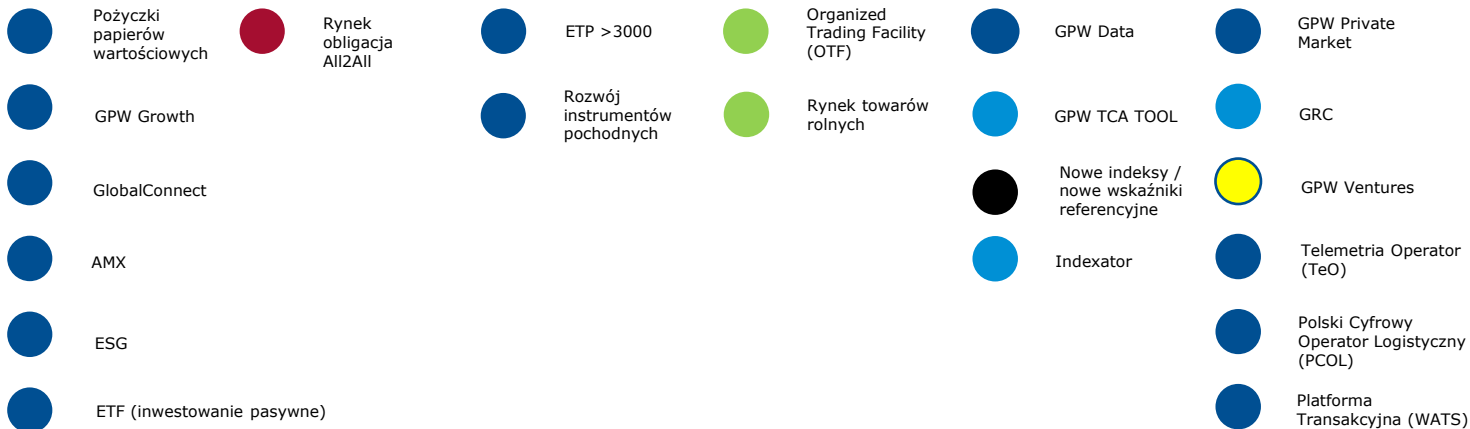 Pożyczki
papierów
wartościowych
GPW Growth
GlobalConnect
AMX
ESG
ETF (inwestowanie pasywne)
Rynek
obligacja
All2All
ETP >3000
Rozwój
instrumentów
pochodnych
Organized
Trading Facility
(OTF)
Rynek towarów
rolnych
GPW Data
GPW TCA TOOL
Nowe indeksy /
nowe wskaźniki
referencyjne
Indexator
GPW Private
Market
GRC
GPW Ventures
Telemetria Operator
(TeO)
Polski Cyfrowy
Operator Logistyczny
(PCOL)
Platforma
Transakcyjna (WATS)